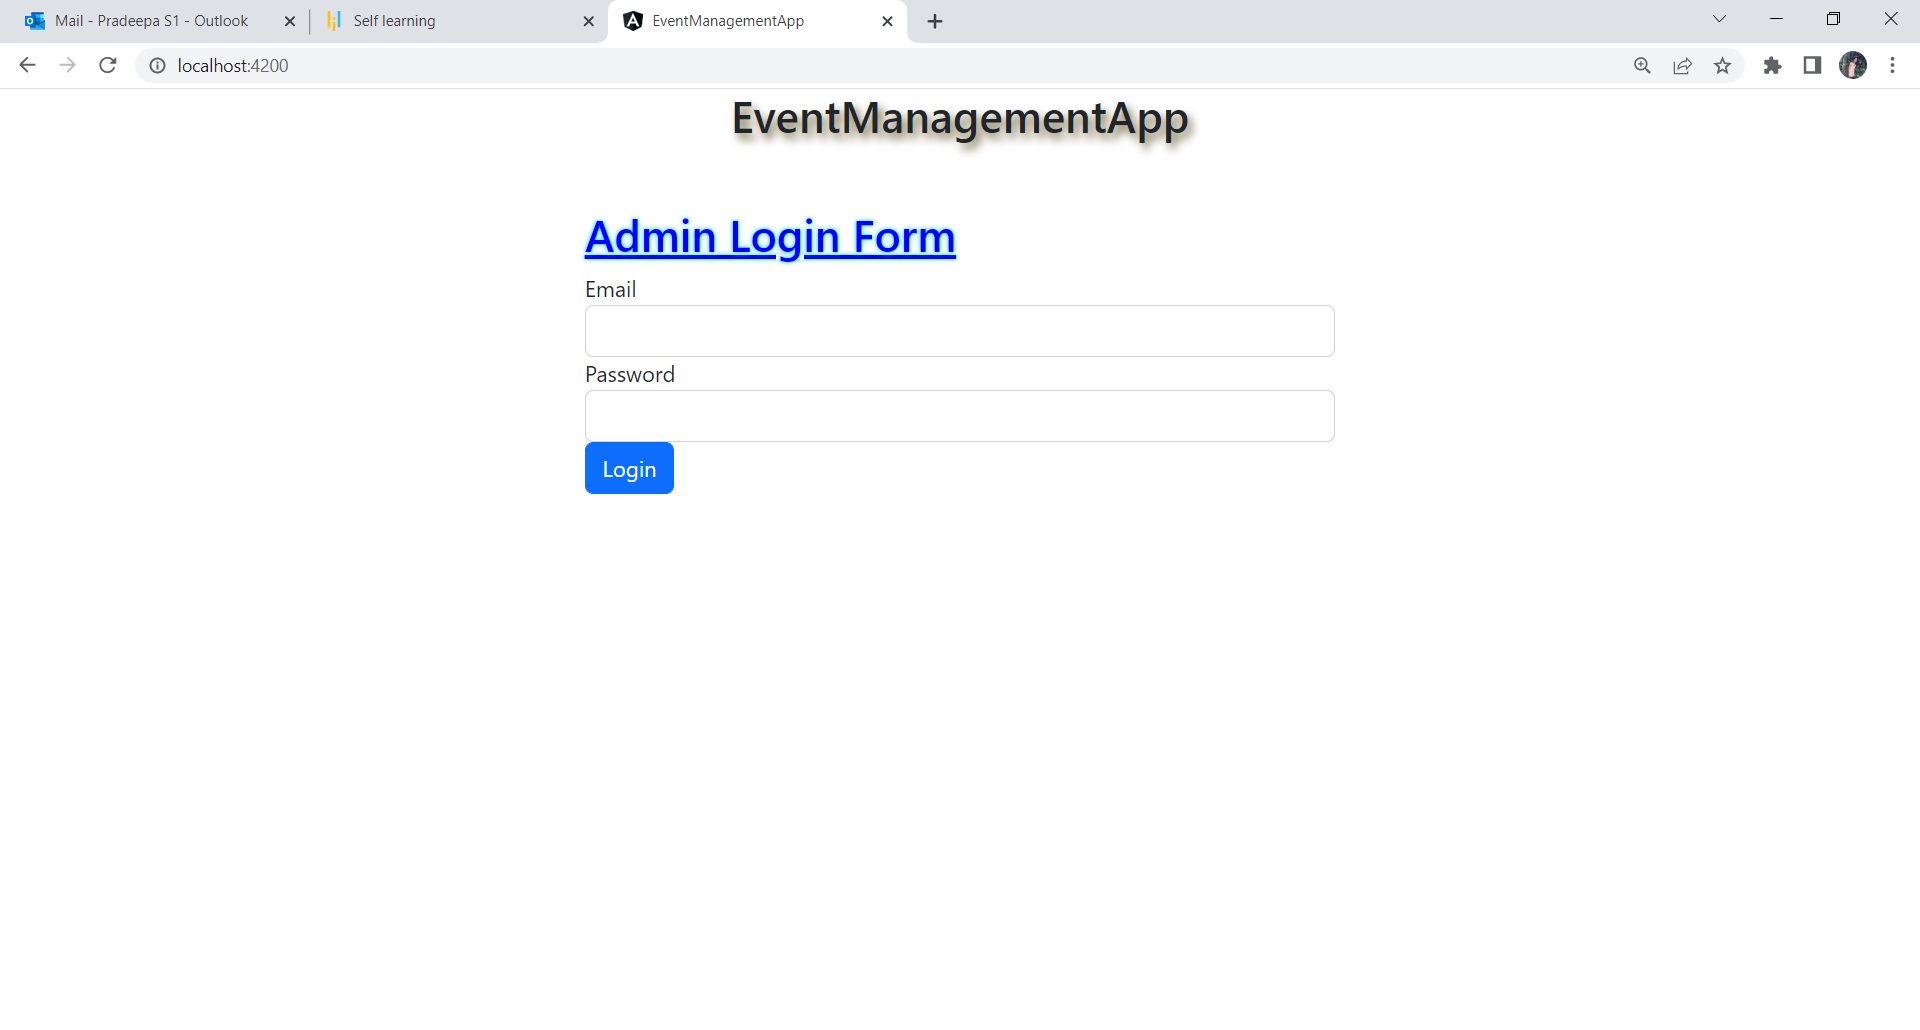 Mail - Pradeepa S1 - Outlook
Self learning
EventManagementApp
localhost:4200
EventManagementApp
Admin Login Form
Email
Password
Login